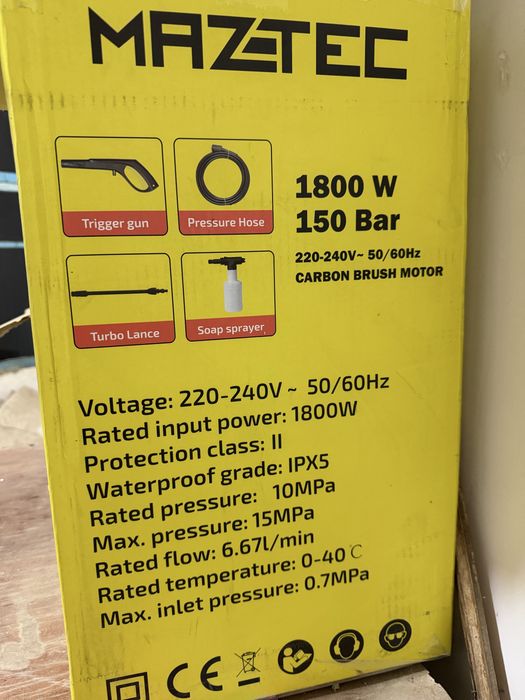 MAZTEC
Trigger gun
Pressure Hose
Turbo Lance
Soap sprayer
1800 W
150 Bar
220-240V~ 50/60Hz
CARBON BRUSH MOTOR
Voltage: 220-240V ~ 50/60Hz
Rated input power: 1800W
Protection class: II
Waterproof grade: IPX5
Rated pressure: 10MPa
Max. pressure: 15MPa
Rated flow: 6.67l/min
Rated temperature: 0-40℃
Max. inlet pressure: 0.7MPa
CE